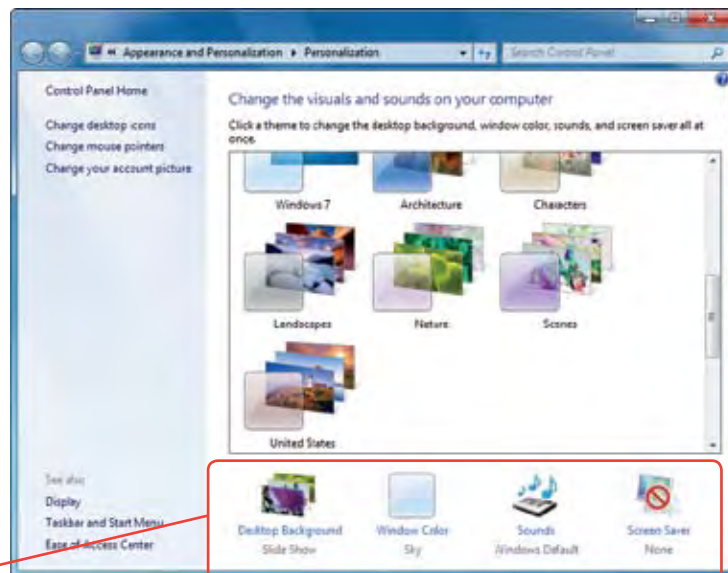 « Appearance and Personalization ▸ Personalization
Search Control Panel
Control Panel Home
Change desktop icons
Change mouse pointers
Change your account picture
See also
Display
Taskbar and Start Menu
Ease of Access Center
Change the visuals and sounds on your computer
Click a theme to change the desktop background, window color, sounds, and screen saver all at
once.
Windows 7
Architecture
Characters
Landscapes
Nature
Scenes
United States
Desktop Background
Slide Show
Window Color
Sky
Sounds
Windows Default
Screen Saver
None